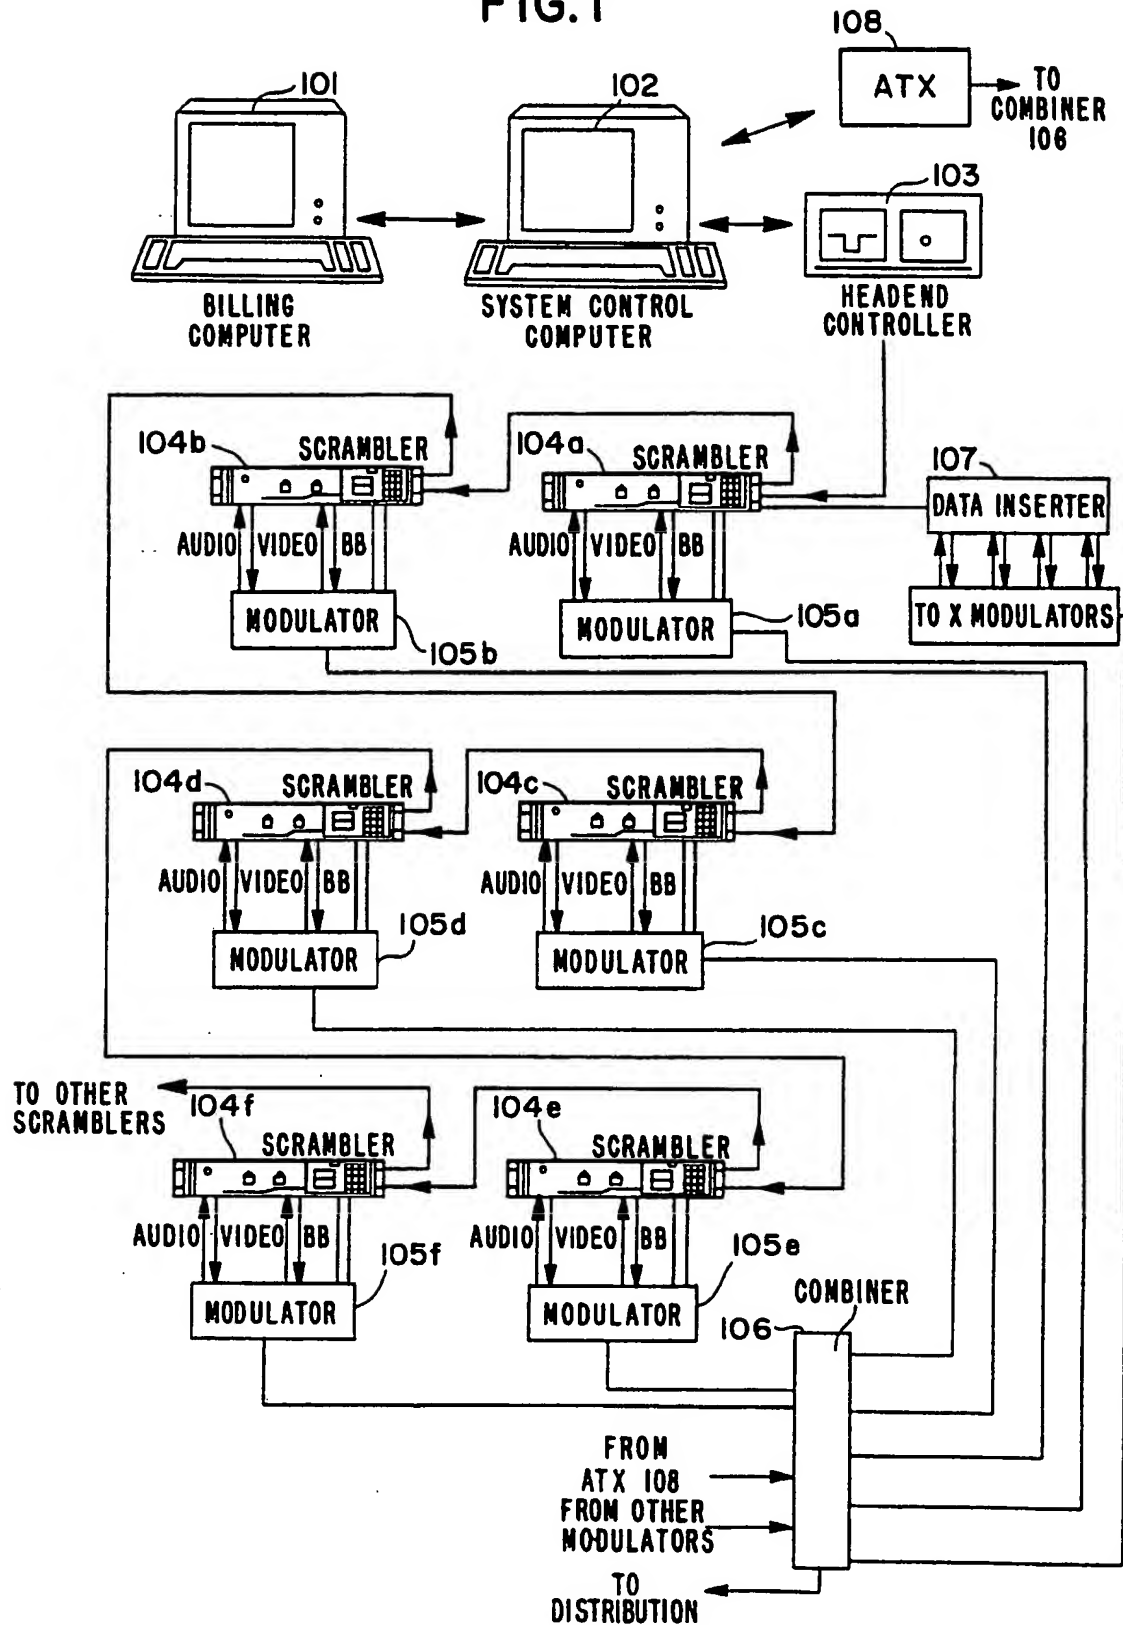 FIG. 1
108
ATX
TO
COMBINER
106
101
102
103
BILLING
COMPUTER
SYSTEM CONTROL
COMPUTER
HEADEND
CONTROLLER
104b
SCRAMBLER
104a
SCRAMBLER
107
DATA INSERTER
AUDIO
VIDEO
BB
AUDIO
VIDEO
BB
MODULATOR
105b
MODULATOR
105a
TO X MODULATORS
104d
SCRAMBLER
104c
SCRAMBLER
AUDIO
VIDEO
BB
AUDIO
VIDEO
BB
105d
MODULATOR
105c
MODULATOR
TO OTHER
SCRAMBLERS
104f
SCRAMBLER
104e
SCRAMBLER
AUDIO
VIDEO
BB
AUDIO
VIDEO
BB
105f
MODULATOR
105e
MODULATOR
COMBINER
106
FROM
ATX 108
FROM OTHER
MODULATORS
TO
DISTRIBUTION